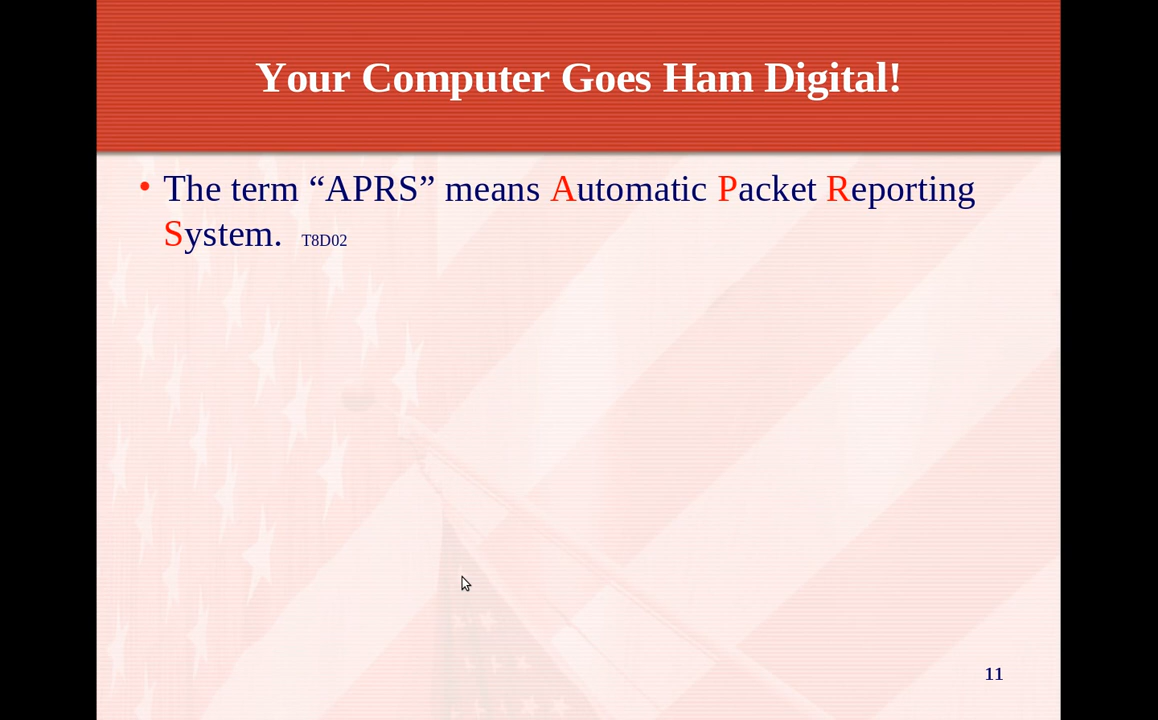 Your Computer Goes Ham Digital!
• The term “APRS” means Automatic Packet Reporting
System. T8D02
11